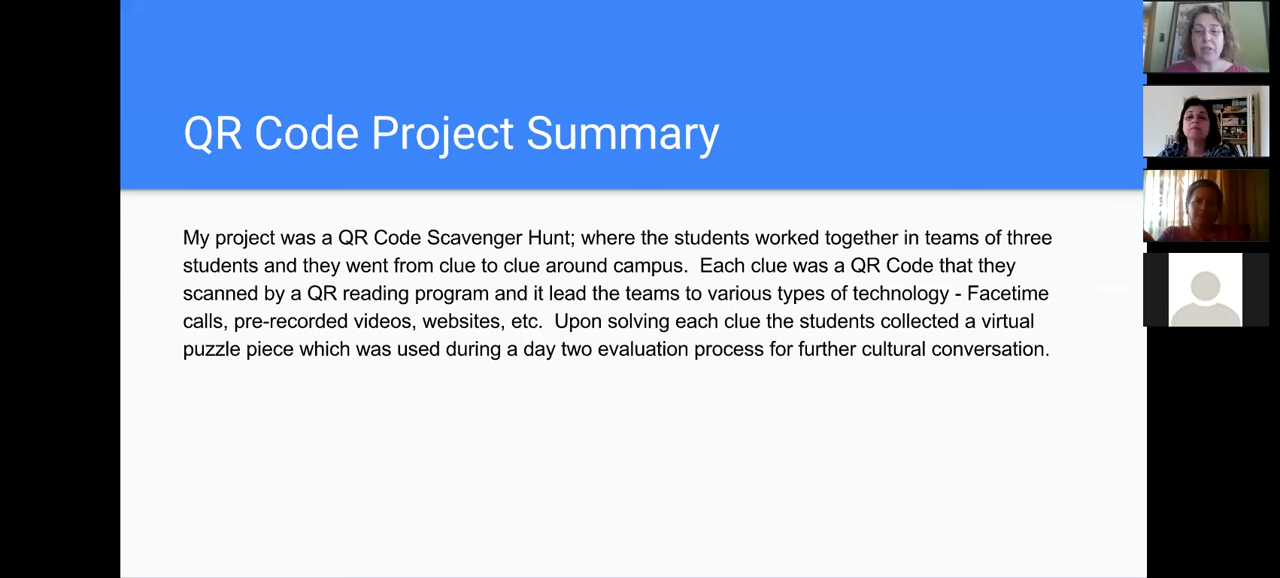 QR Code Project Summary
My project was a QR Code Scavenger Hunt; where the students worked together in teams of three
students and they went from clue to clue around campus.  Each clue was a QR Code that they
scanned by a QR reading program and it lead the teams to various types of technology - Facetime
calls, pre-recorded videos, websites, etc.  Upon solving each clue the students collected a virtual
puzzle piece which was used during a day two evaluation process for further cultural conversation.